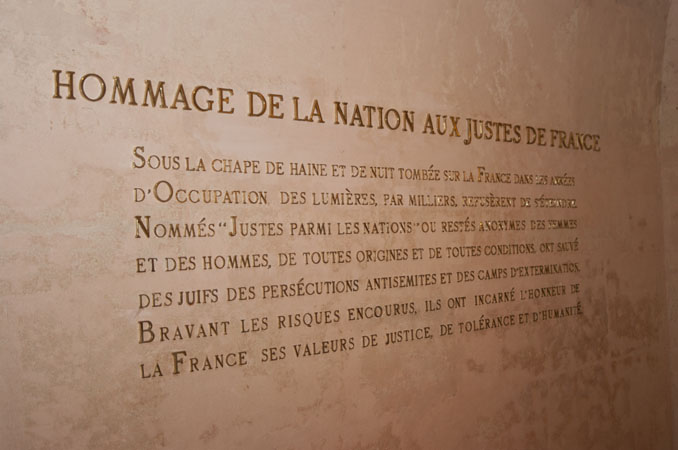 HOMMAGE DE LA NATION AUX JUSTES DE FRANCE
SOUS LA CHAPE DE HAINE ET DE NUIT TOMBÉE SUR LA FRANCE DANS LES ANNÉES
D'OCCUPATION, DES LUMIÈRES, PAR MILLIERS, REFUSÈRENT DE S'ÉTEINDRE.
NOMMÉS "JUSTES PARMI LES NATIONS" OU RESTÉS ANONYMES, DES FEMMES
ET DES HOMMES, DE TOUTES ORIGINES ET DE TOUTES CONDITIONS, ONT SAUVÉ
DES JUIFS DES PERSÉCUTIONS ANTISEMITES ET DES CAMPS D'EXTERMINATION.
BRAVANT LES RISQUES ENCOURUS, ILS ONT INCARNÉ L'HONNEUR DE
LA FRANCE, SES VALEURS DE JUSTICE, DE TOLÉRANCE ET D'HUMANITÉ.